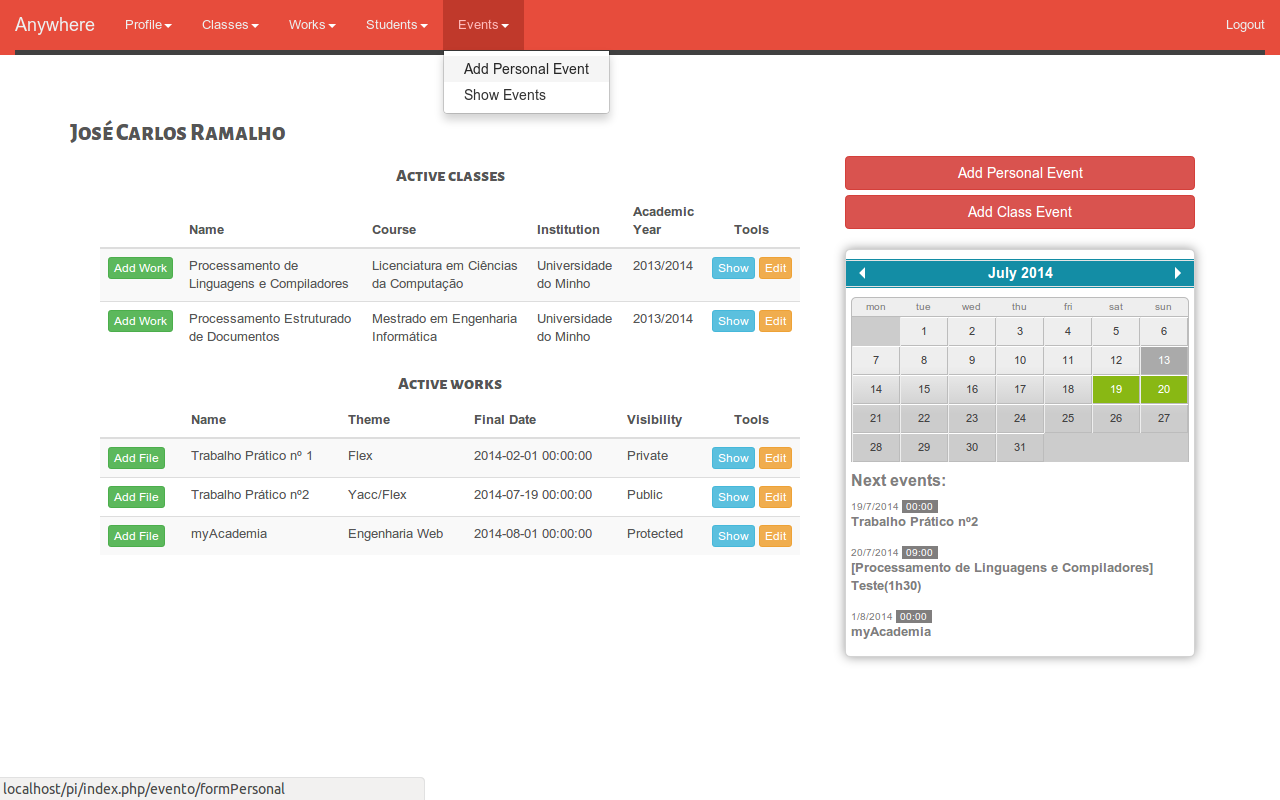 Anywhere Profile Classes Works Students Events Logout
Add Personal Event
Show Events
José Carlos Ramalho
Active classes
Name Course Institution Academic Year Tools
Add Work Processamento de Linguagens e Compiladores Licenciatura em Ciências da Computação Universidade do Minho 2013/2014 Show Edit
Add Work Processamento Estruturado de Documentos Mestrado em Engenharia Informática Universidade do Minho 2013/2014 Show Edit
Active works
Name Theme Final Date Visibility Tools
Add File Trabalho Prático nº 1 Flex 2014-02-01 00:00:00 Private Show Edit
Add File Trabalho Prático nº2 Yacc/Flex 2014-07-19 00:00:00 Public Show Edit
Add File myAcademia Engenharia Web 2014-08-01 00:00:00 Protected Show Edit
Add Personal Event
Add Class Event
July 2014
mon tue wed thu fri sat sun
1 2 3 4 5 6
7 8 9 10 11 12 13
14 15 16 17 18 19 20
21 22 23 24 25 26 27
28 29 30 31
Next events:
19/7/2014 00:00
Trabalho Prático nº2
20/7/2014 09:00
[Processamento de Linguagens e Compiladores]
Teste(1h30)
1/8/2014 00:00
myAcademia
localhost/pi/index.php/evento/formPersonal